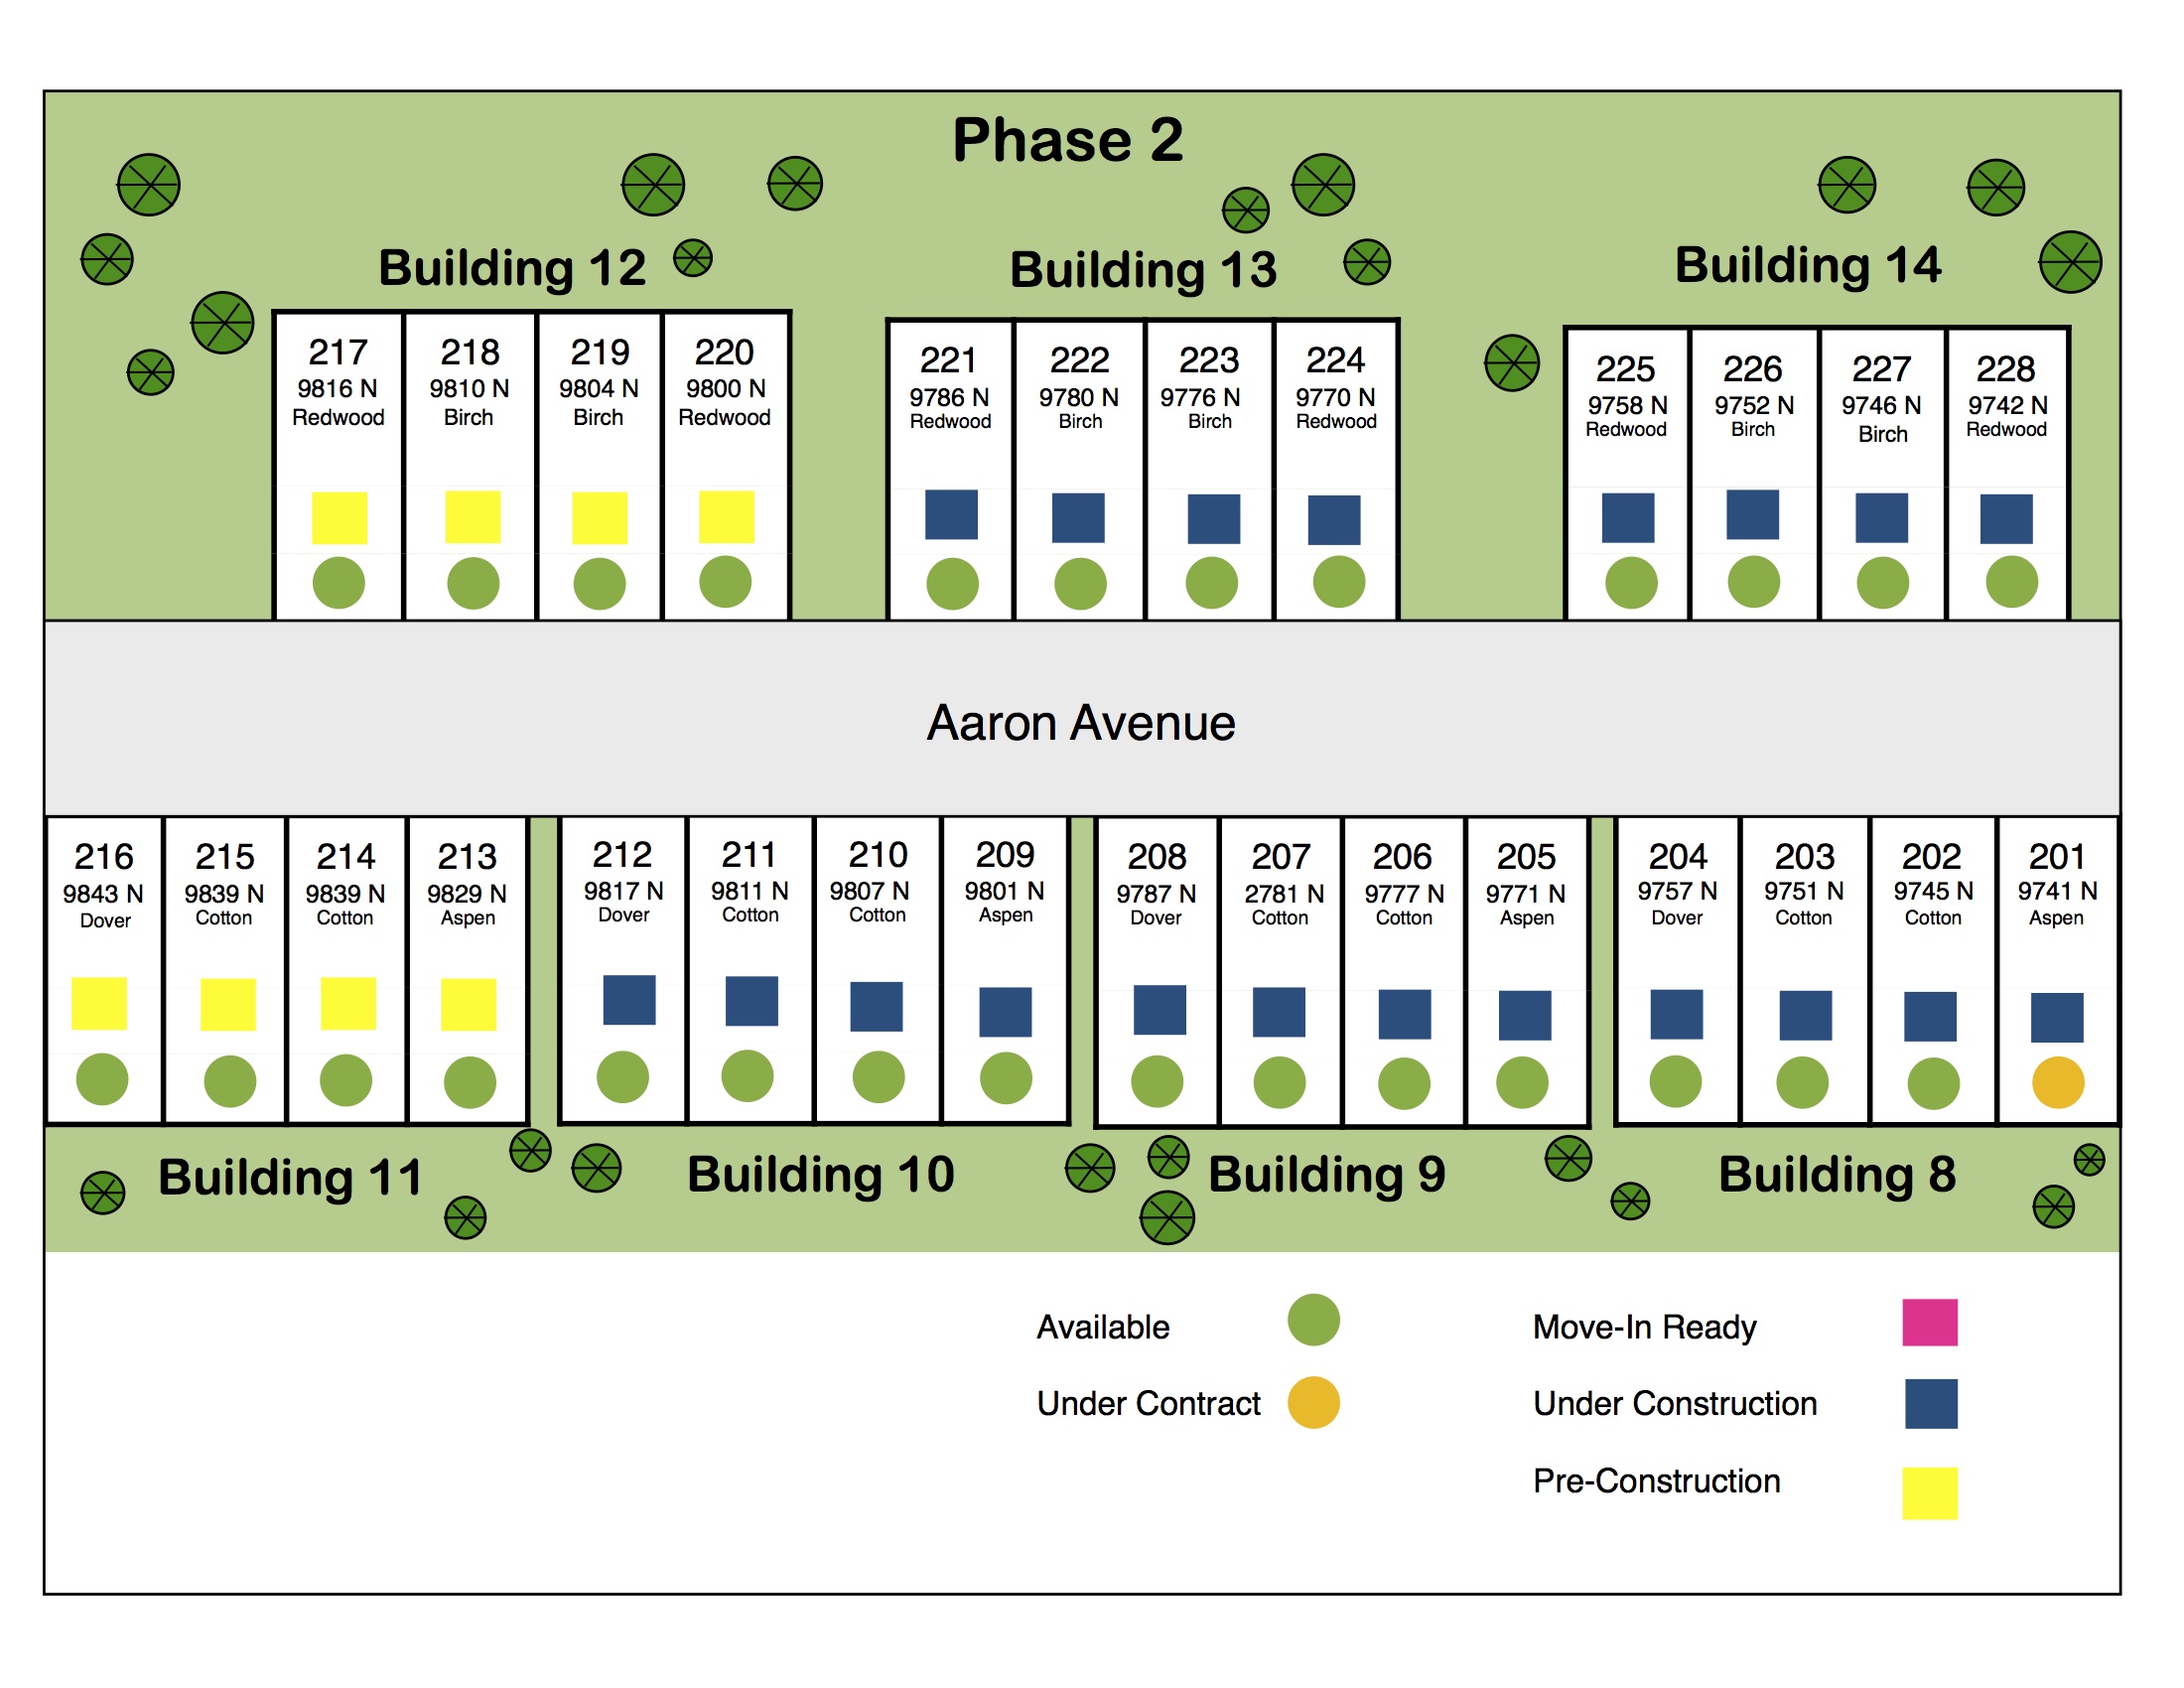 Phase 2
Building 12
Building 13
Building 14
217
9816 N
Redwood
218
9810 N
Birch
219
9804 N
Birch
220
9800 N
Redwood
221
9786 N
Redwood
222
9780 N
Birch
223
9776 N
Birch
224
9770 N
Redwood
225
9758 N
Redwood
226
9752 N
Birch
227
9746 N
Birch
228
9742 N
Redwood
Aaron Avenue
216
9843 N
Dover
215
9839 N
Cotton
214
9839 N
Cotton
213
9829 N
Aspen
212
9817 N
Dover
211
9811 N
Cotton
210
9807 N
Cotton
209
9801 N
Aspen
208
9787 N
Dover
207
2781 N
Cotton
206
9777 N
Cotton
205
9771 N
Aspen
204
9757 N
Dover
203
9751 N
Cotton
202
9745 N
Cotton
201
9741 N
Aspen
Building 11
Building 10
Building 9
Building 8
Available
Under Contract
Move-In Ready
Under Construction
Pre-Construction